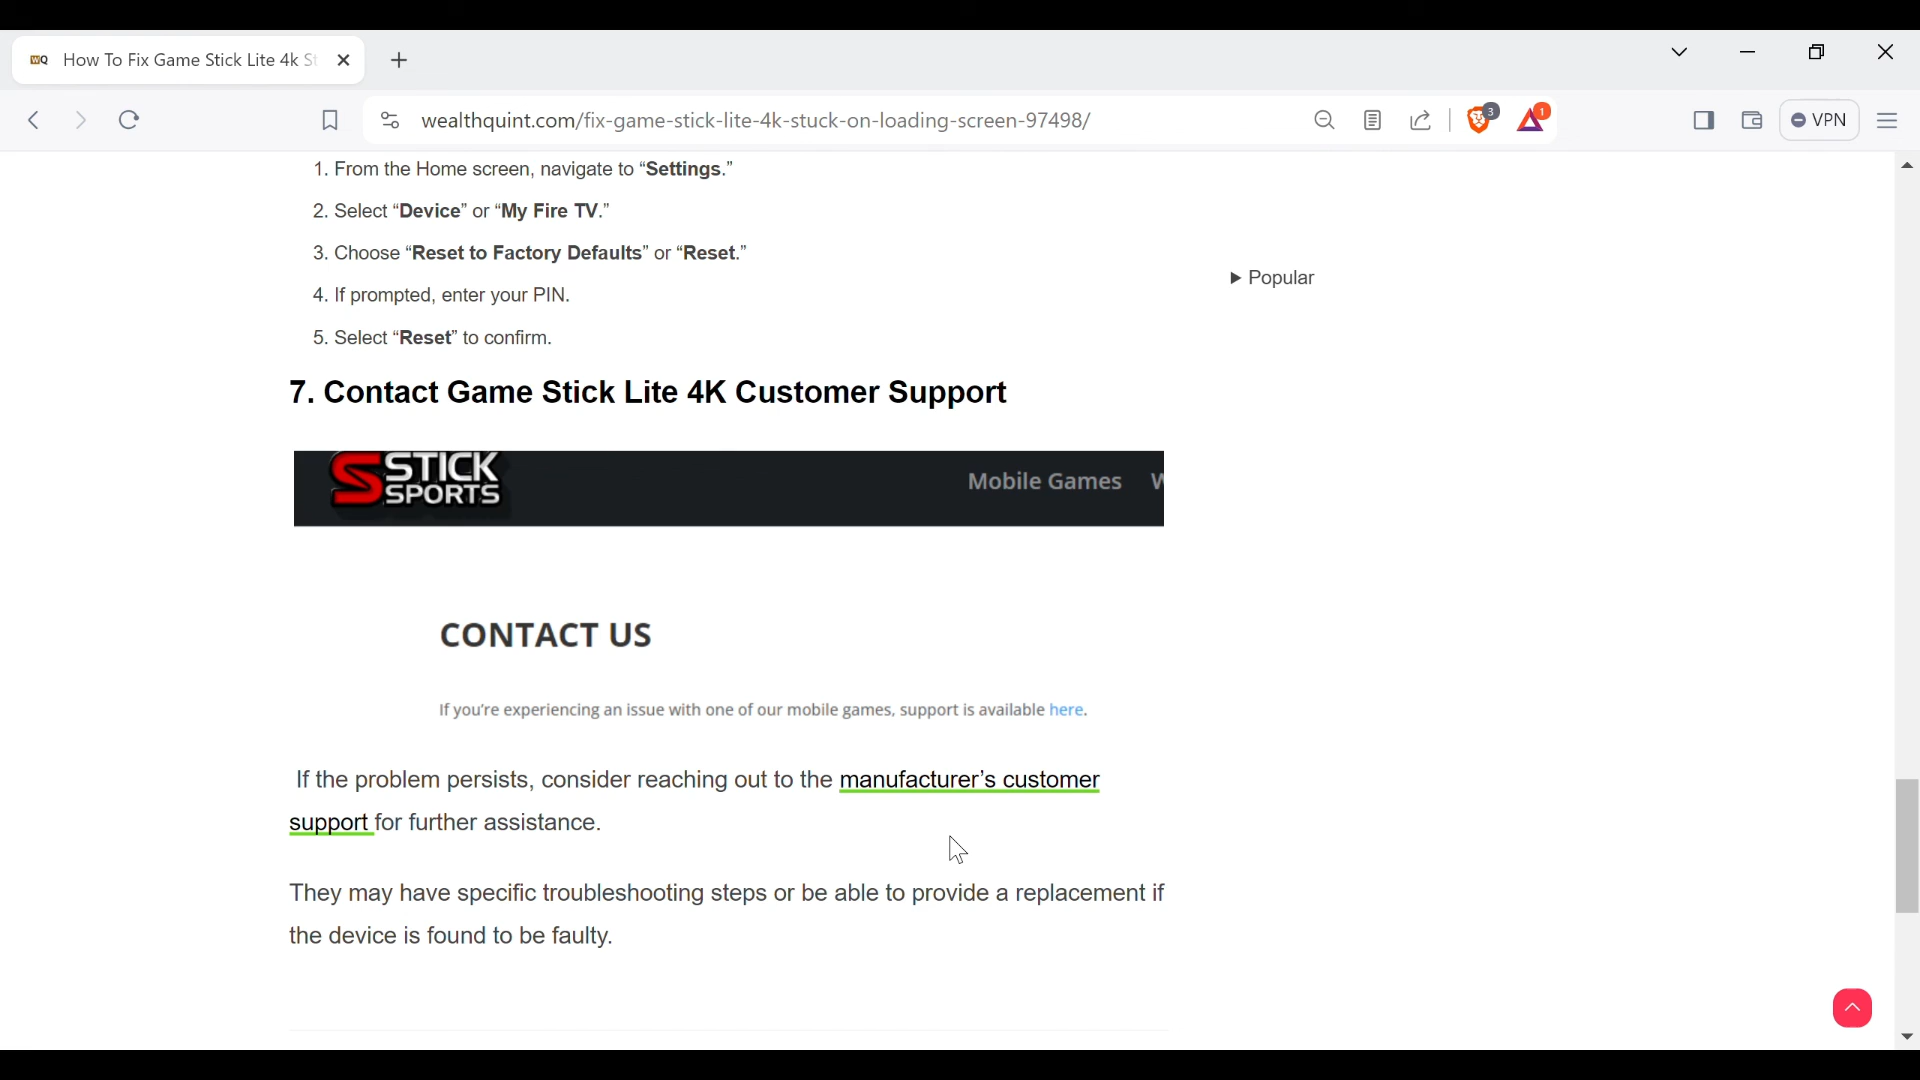 WQ How To Fix Game Stick Lite 4k St
wealthquint.com/fix-game-stick-lite-4k-stuck-on-loading-screen-97498/
3
1
VPN
1. From the Home screen, navigate to “Settings.”
2. Select “Device” or “My Fire TV.”
3. Choose “Reset to Factory Defaults” or “Reset.”
4. If prompted, enter your PIN.
5. Select “Reset” to confirm.
▶ Popular
7. Contact Game Stick Lite 4K Customer Support
S STICK
SPORTS
Mobile Games W
CONTACT US
If you're experiencing an issue with one of our mobile games, support is available here.
If the problem persists, consider reaching out to the manufacturer’s customer
support for further assistance.
They may have specific troubleshooting steps or be able to provide a replacement if
the device is found to be faulty.